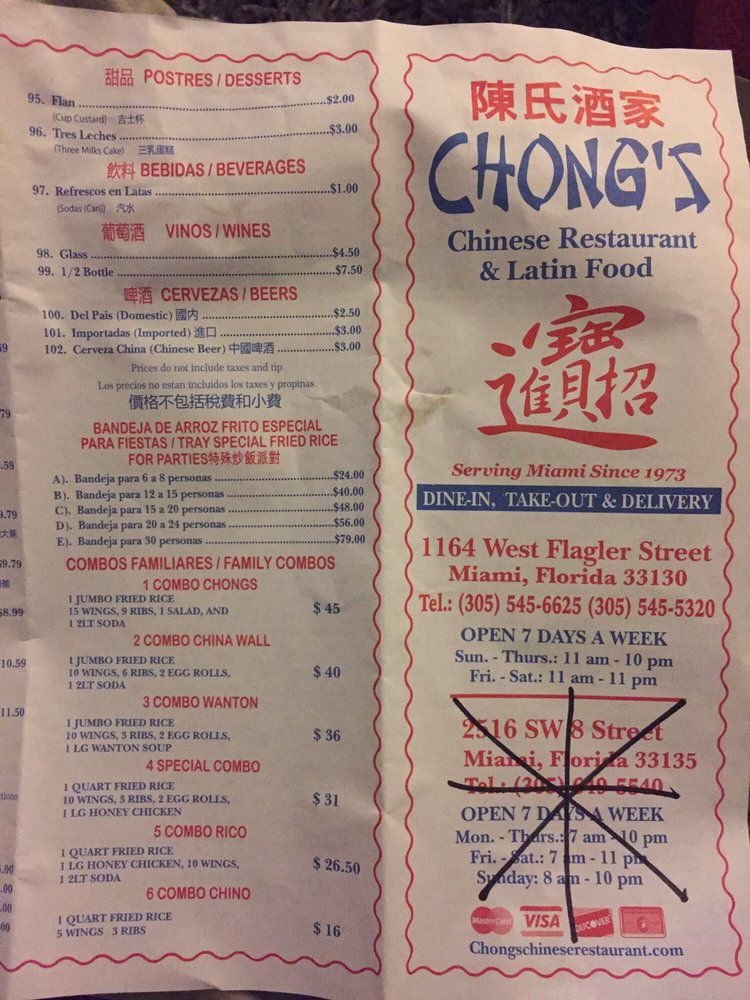 甜品 POSTRES / DESSERTS
95. Flan ..........$2.00
(Cup Custard) 吉士杯
96. Tres Leches ..........$3.00
(Three Milks Cake) 三乳蛋糕
飲料 BEBIDAS / BEVERAGES
97. Refrescos en Latas ..........$1.00
(Sodas (Can)) 汽水
葡萄酒 VINOS / WINES
98. Glass ..........$4.50
99. 1/2 Bottle ..........$7.50
啤酒 CERVEZAS / BEERS
100. Del Pais (Domestic) 國內 ..........$2.50
101. Importadas (Imported) 進口 ..........$3.00
102. Cerveza China (Chinese Beer) 中國啤酒 ..........$3.00
Prices do not include taxes and tip
Los precios no estan incluidos los taxes y propinas.
價格不包括稅費和小費
BANDEJA DE ARROZ FRITO ESPECIAL
PARA FIESTAS / TRAY SPECIAL FRIED RICE
FOR PARTIES特殊炒飯派對
A). Bandeja para 6 a 8 personas ..........$24.00
B). Bandeja para 12 a 15 personas ..........$40.00
C). Bandeja para 15 a 20 personas ..........$48.00
D). Bandeja para 20 a 24 personas ..........$56.00
E). Bandeja para 30 personas ..........$79.00
COMBOS FAMILIARES / FAMILY COMBOS
1 COMBO CHONGS
1 JUMBO FRIED RICE
15 WINGS, 9 RIBS, 1 SALAD, AND $ 45
1 2LT SODA
2 COMBO CHINA WALL
1 JUMBO FRIED RICE
10 WINGS, 6 RIBS, 2 EGG ROLLS, $ 40
1 2LT SODA
3 COMBO WANTON
1 JUMBO FRIED RICE
10 WINGS, 3 RIBS, 2 EGG ROLLS, $ 36
1 LG WANTON SOUP
4 SPECIAL COMBO
1 QUART FRIED RICE
10 WINGS, 3 RIBS, 2 EGG ROLLS, $ 31
1 LG HONEY CHICKEN
5 COMBO RICO
1 QUART FRIED RICE
1 LG HONEY CHICKEN, 10 WINGS, $ 26.50
1 2LT SODA
6 COMBO CHINO
1 QUART FRIED RICE
5 WINGS 3 RIBS $ 16
陳氏酒家
CHONG'S
Chinese Restaurant
& Latin Food
招財進寶
Serving Miami Since 1973
DINE-IN, TAKE-OUT & DELIVERY
1164 West Flagler Street
Miami, Florida 33130
Tel.: (305) 545-6625 (305) 545-5320
OPEN 7 DAYS A WEEK
Sun. - Thurs.: 11 am - 10 pm
Fri. - Sat.: 11 am - 11 pm
2516 SW 8 Street
Miami, Florida 33135
Tel.: (305) 649-5540
OPEN 7 DAYS A WEEK
Mon. - Thurs.: 7 am - 10 pm
Fri. - Sat.: 7 am - 11 pm
Sunday: 8 am - 10 pm
MasterCard VISA DISCOVER
Chongschineserestaurant.com
9.79
8.99
10.59
11.50